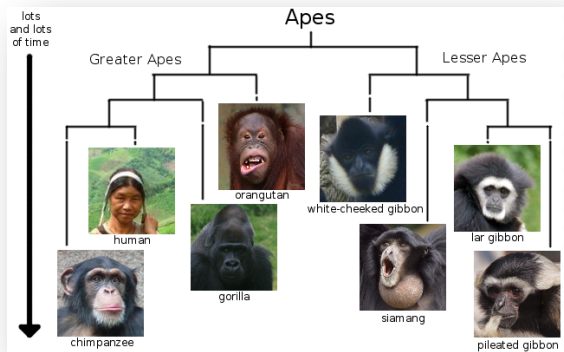 lots
and lots
of time
Apes
Greater Apes
Lesser Apes
orangutan
white-cheeked gibbon
human
lar gibbon
gorilla
siamang
chimpanzee
pileated gibbon